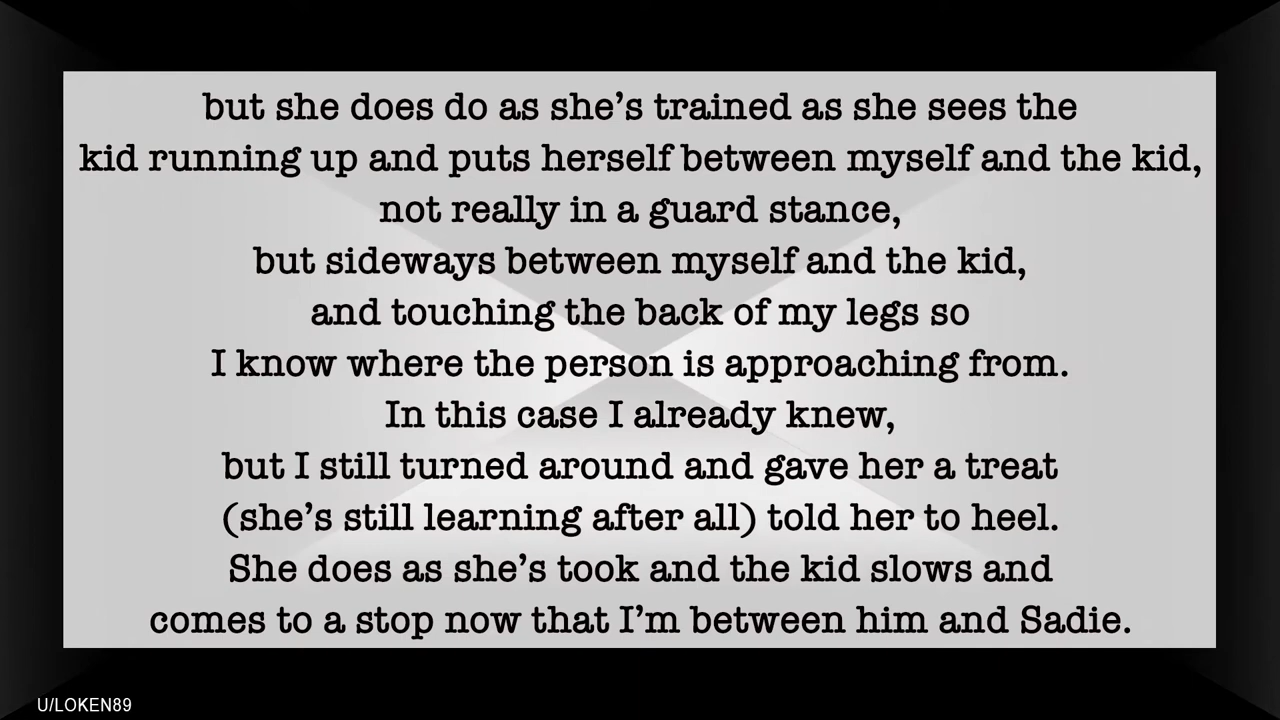 but she does do as she’s trained as she sees the
kid running up and puts herself between myself and the kid,
not really in a guard stance,
but sideways between myself and the kid,
and touching the back of my legs so
I know where the person is approaching from.
In this case I already knew,
but I still turned around and gave her a treat
(she’s still learning after all) told her to heel.
She does as she’s took and the kid slows and
comes to a stop now that I’m between him and Sadie.
U/LOKEN89